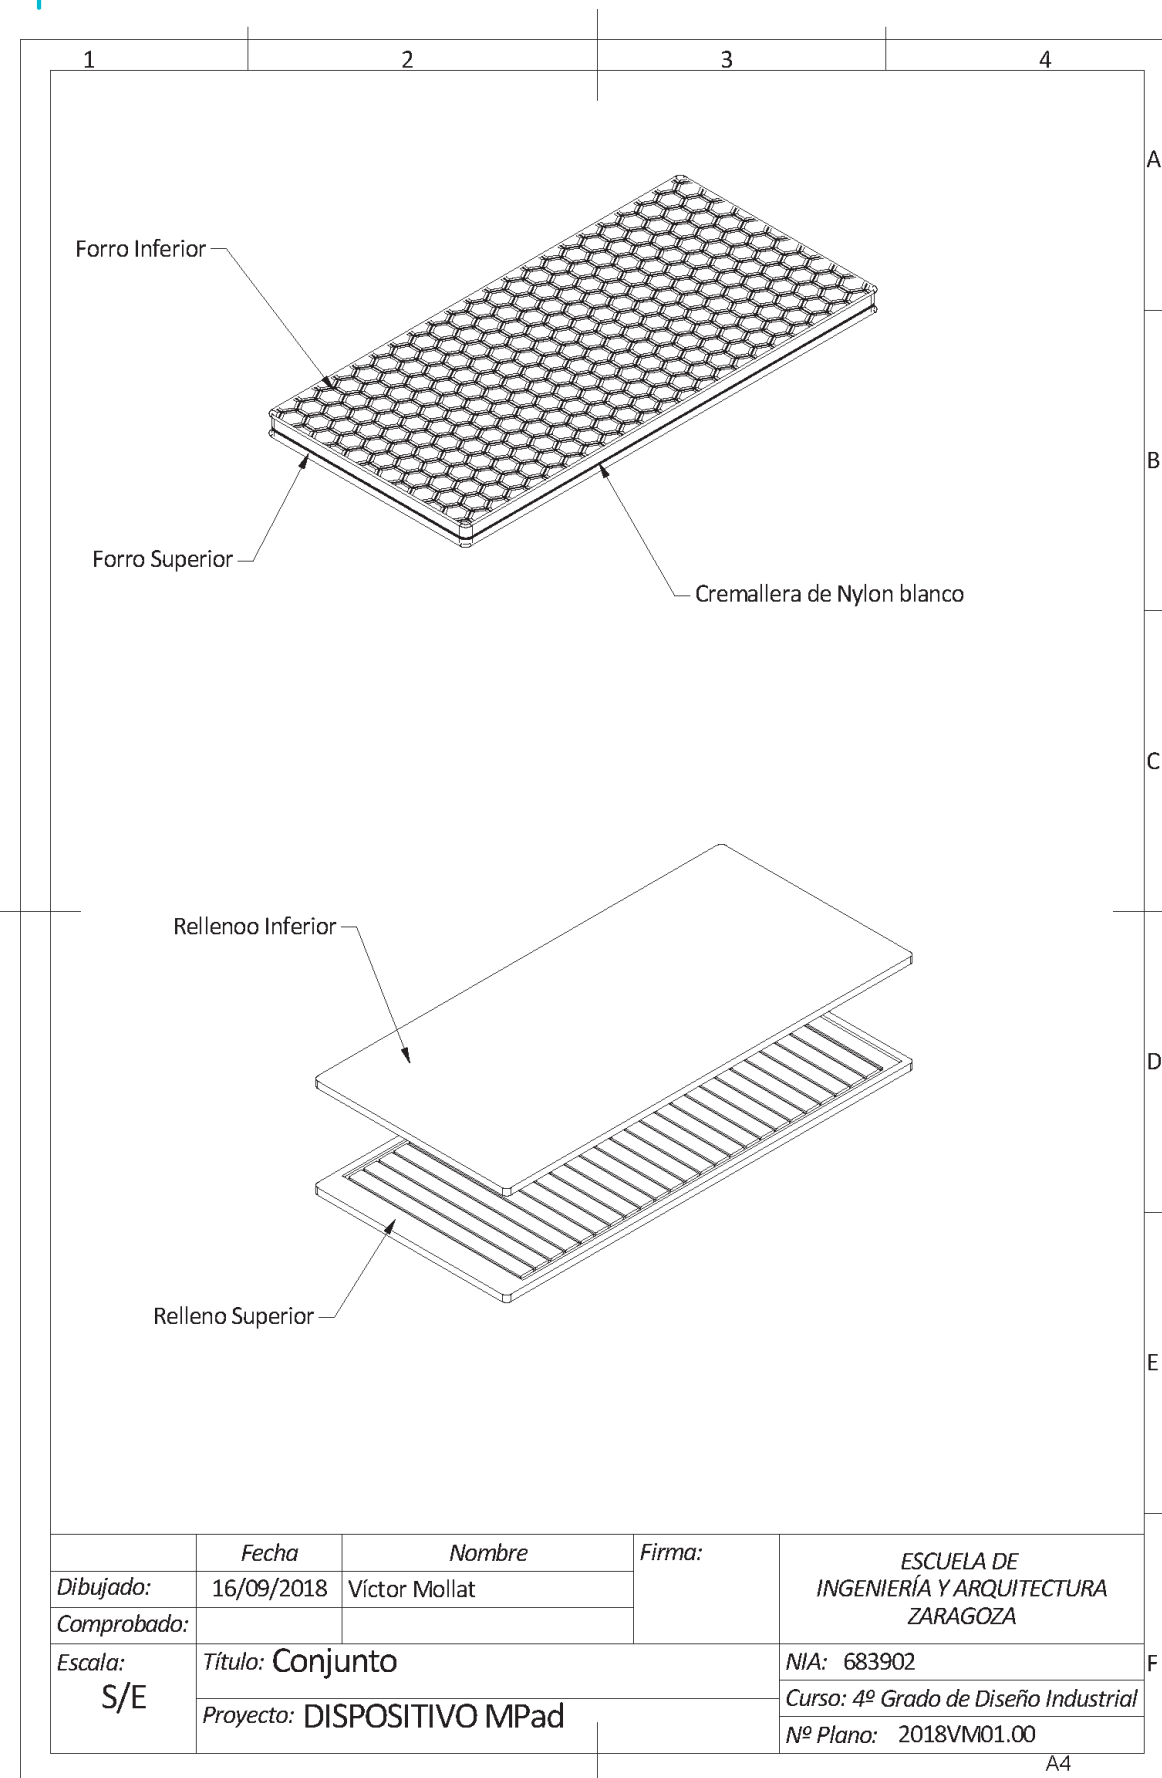 1 2 3 4
A
Forro Inferior
B
Forro Superior
Cremallera de Nylon blanco
C
Rellenoo Inferior
D
Relleno Superior
E
Fecha Nombre Firma:
ESCUELA DE
INGENIERÍA Y ARQUITECTURA
ZARAGOZA
Dibujado: 16/09/2018 Víctor Mollat
Comprobado:
Escala:
S/E
Título: Conjunto
Proyecto: DISPOSITIVO MPad
NIA: 683902
Curso: 4º Grado de Diseño Industrial
Nº Plano: 2018VM01.00
F
A4